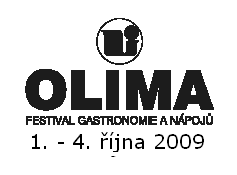 OLIMA
FESTIVAL GASTRONOMIE A NÁPOJŮ
1. - 4. října 2009